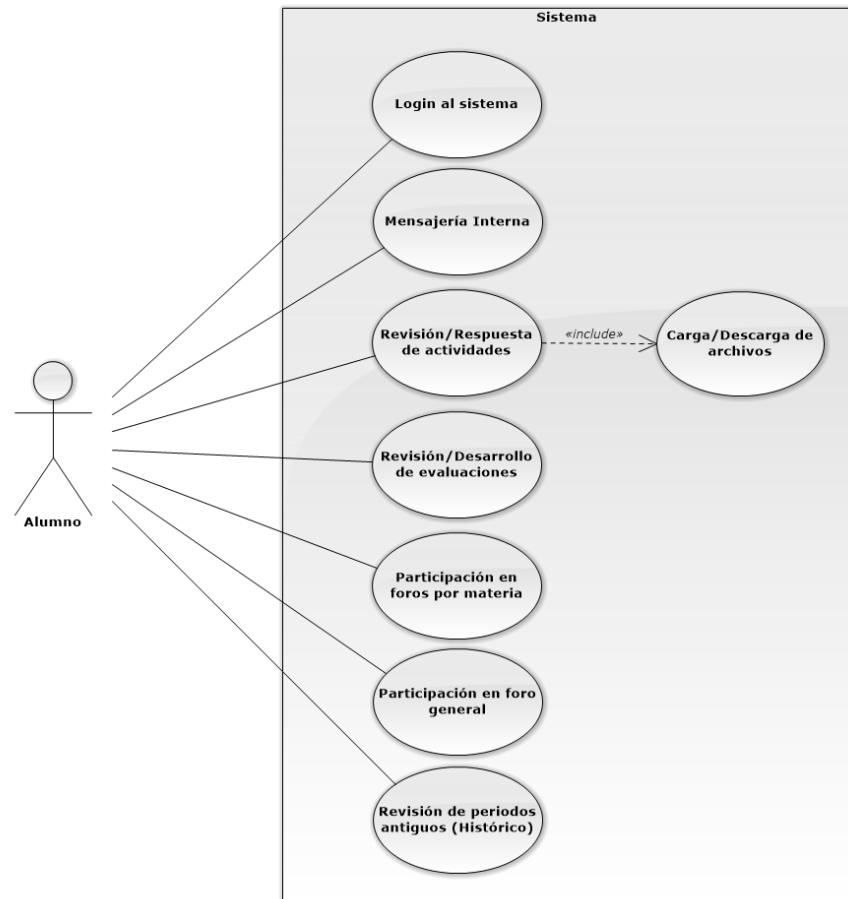 Sistema
Login al sistema
Mensajería Interna
Revisión/Respuesta
de actividades
«include»
Carga/Descarga de
archivos
Revisión/Desarrollo
de evaluaciones
Alumno
Participación en
foros por materia
Participación en foro
general
Revisión de periodos
antiguos (Histórico)